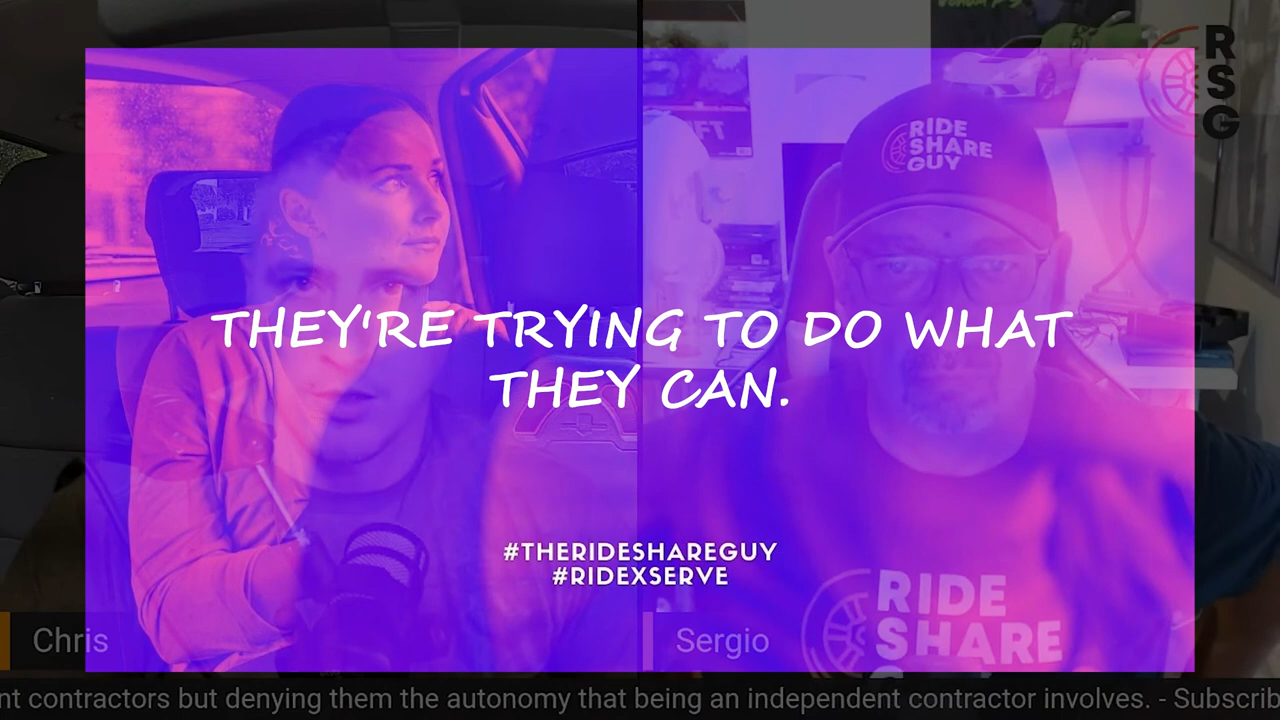 RSG
RIDE
SHARE
GUY
THEY'RE TRYING TO DO WHAT
THEY CAN.
#THERIDESHAREGUY
#RIDEXSERVE
RIDE
SHARE
Chris
Sergio
nt contractors but denying them the autonomy that being an independent contractor involves. - Subscrib